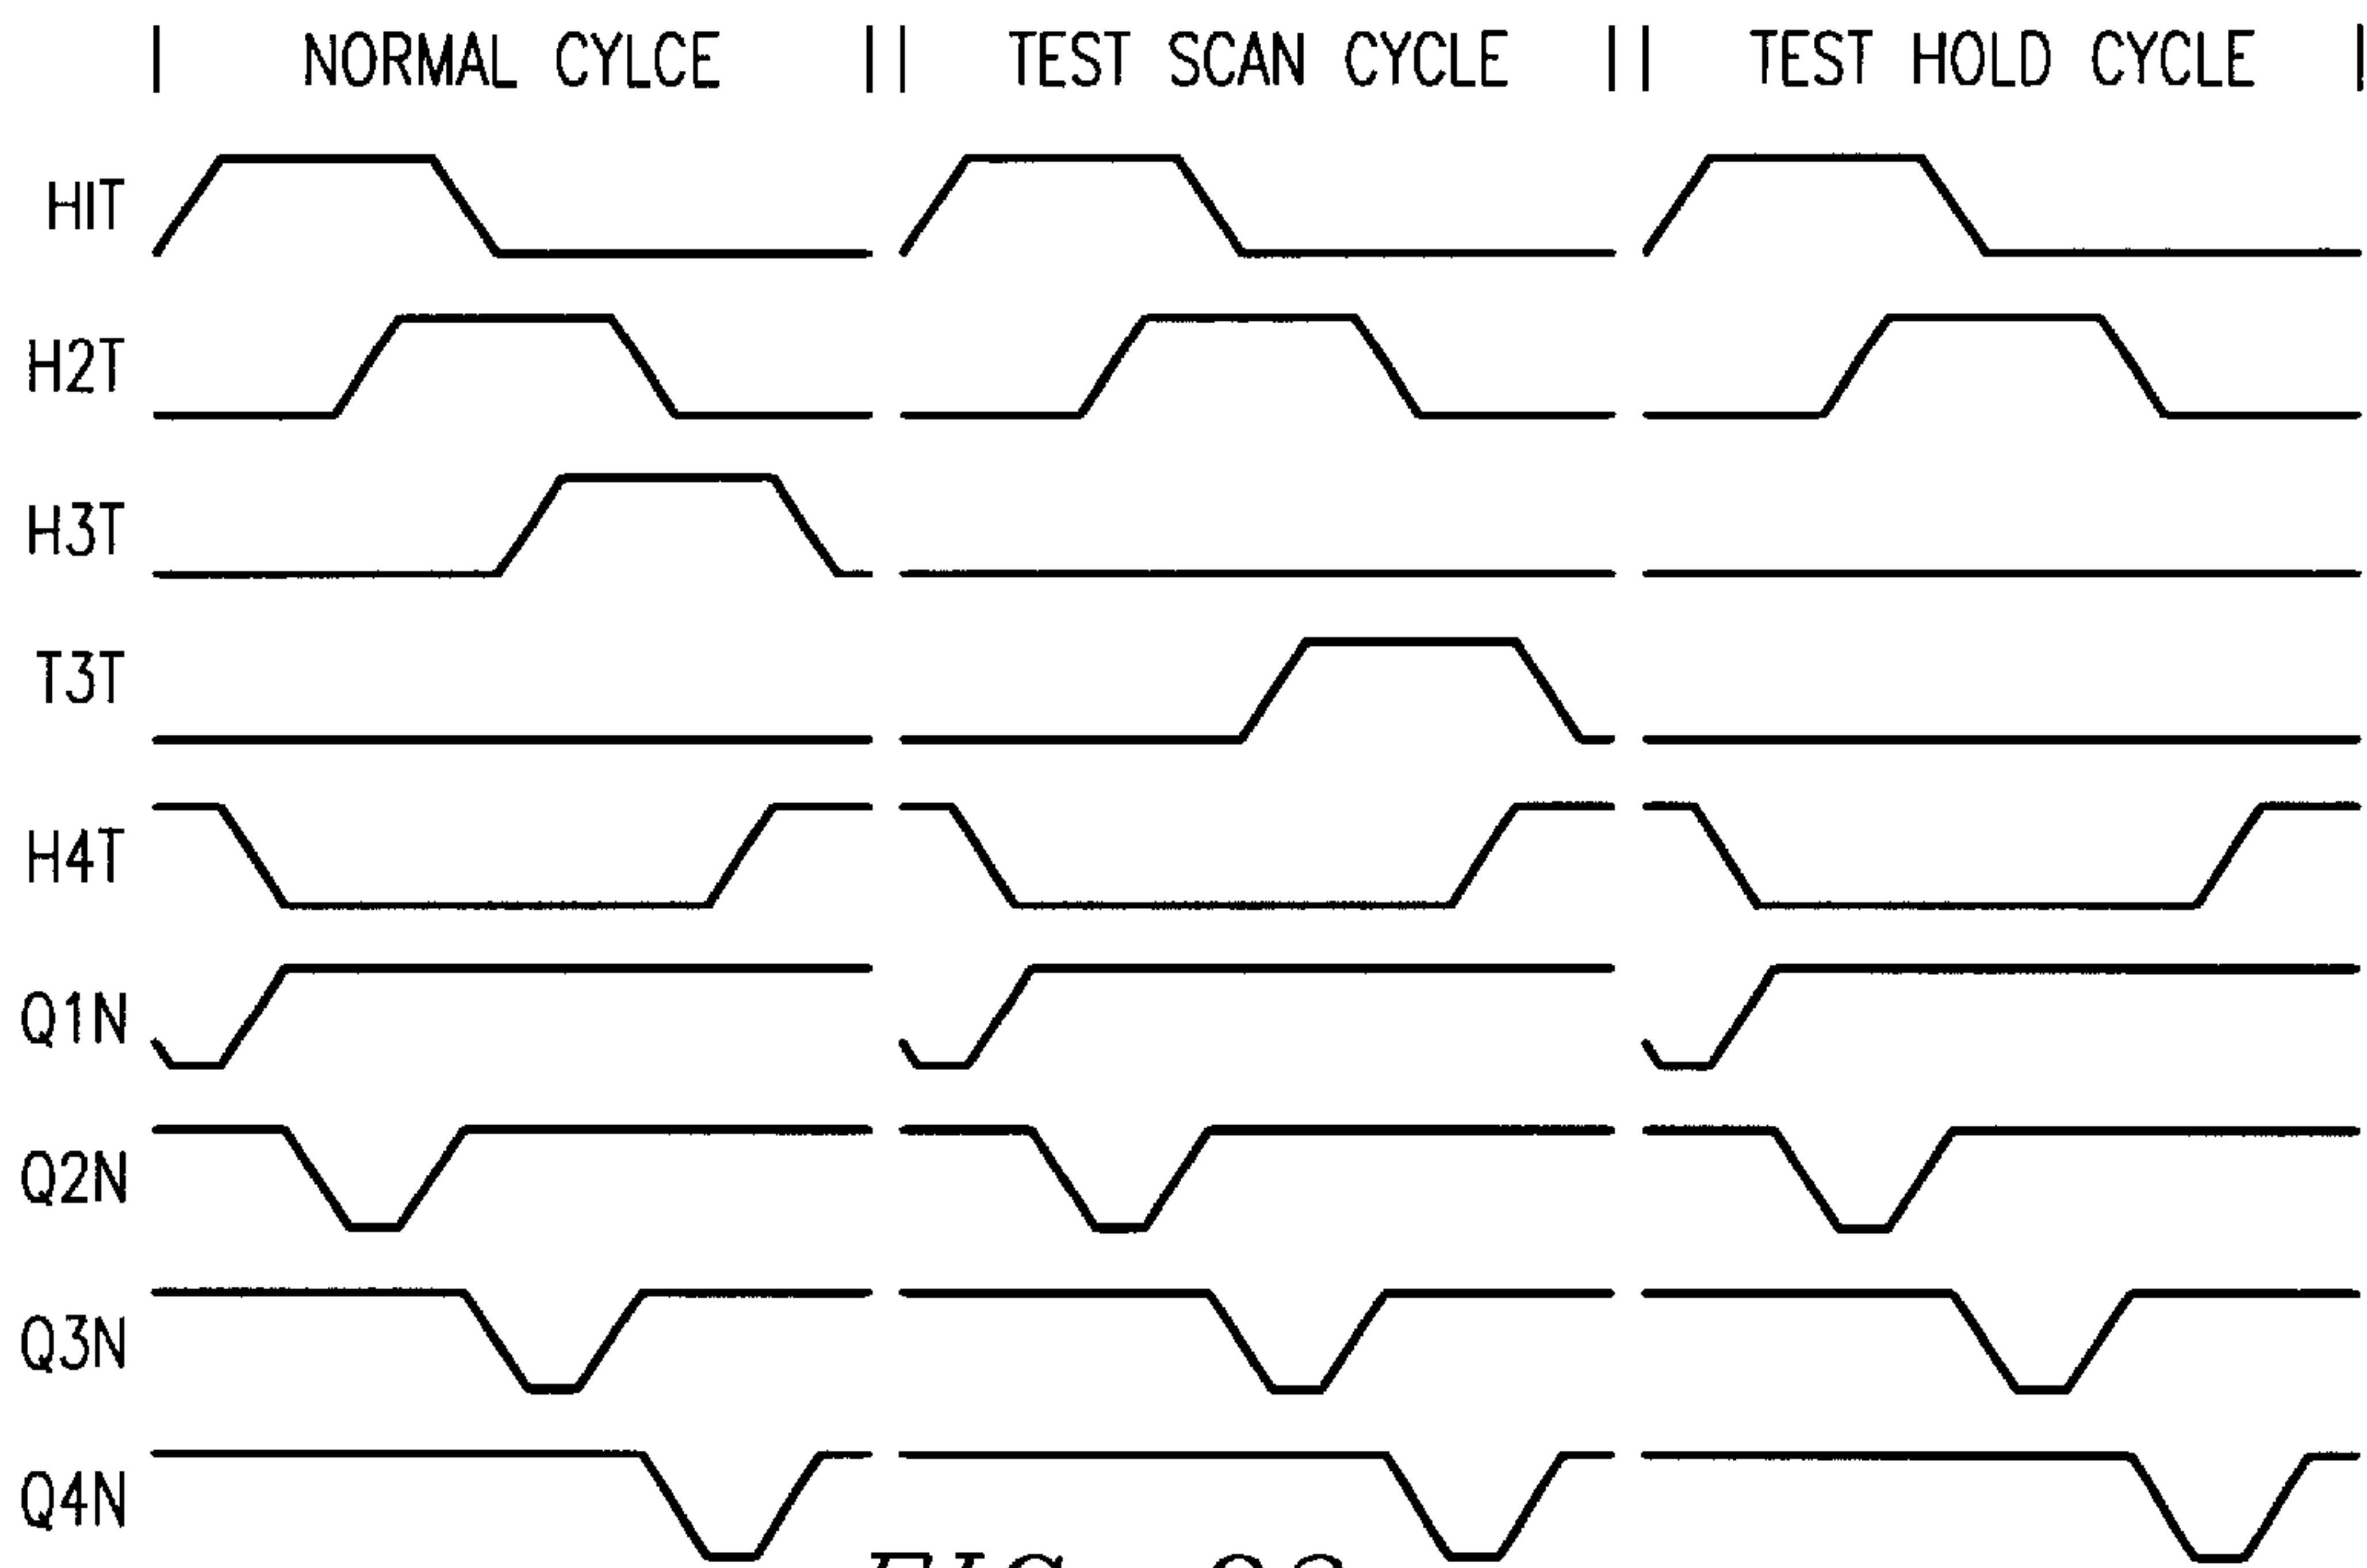 NORMAL CYLCE TEST SCAN CYCLE TEST HOLD CYCLE
H1T
H2T
H3T
T3T
H4T
Q1N
Q2N
Q3N
Q4N